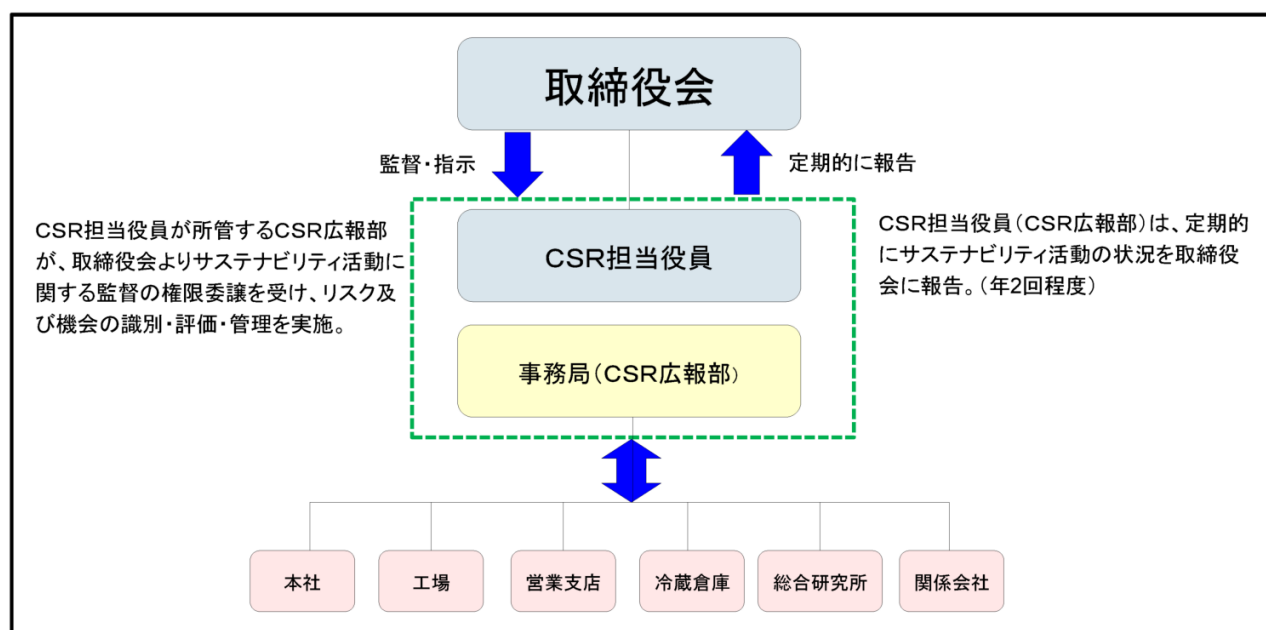 取締役会
監督・指示
定期的に報告
CSR担当役員が所管するCSR広報部
が、取締役会よりサステナビリティ活動に
関する監督の権限委譲を受け、リスク及
び機会の識別・評価・管理を実施。
CSR担当役員
CSR担当役員(CSR広報部)は、定期的
にサステナビリティ活動の状況を取締役
会に報告。(年2回程度)
事務局(CSR広報部)
本社
工場
営業支店
冷蔵倉庫
総合研究所
関係会社